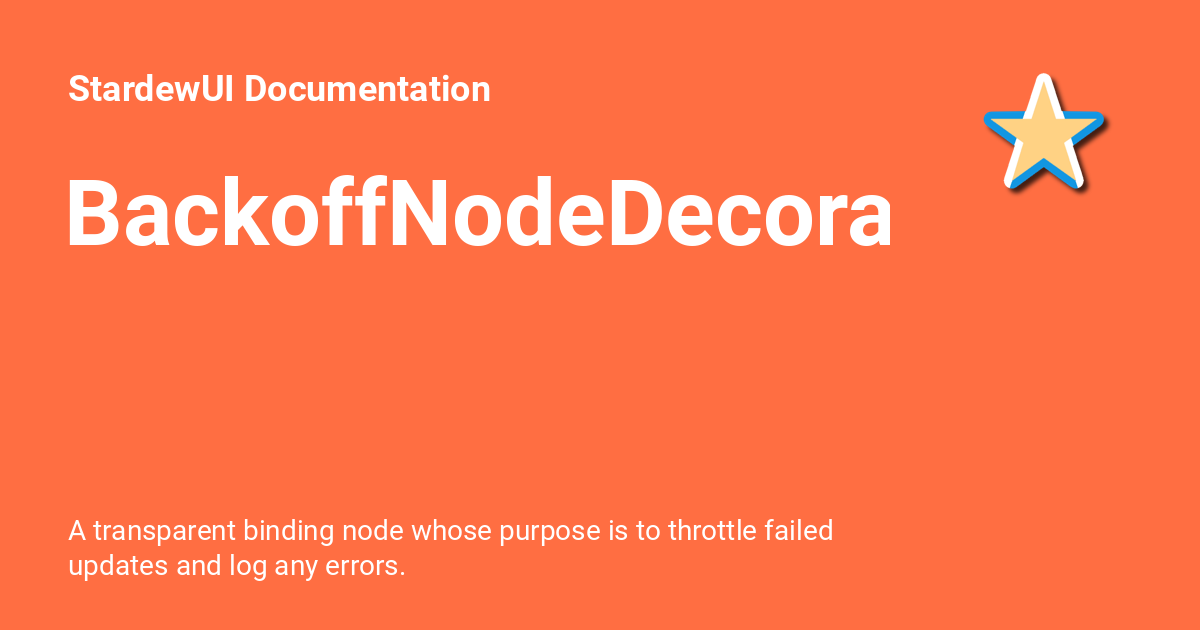 StardewUI Documentation
BackoffNodeDecora
A transparent binding node whose purpose is to throttle failed
updates and log any errors.